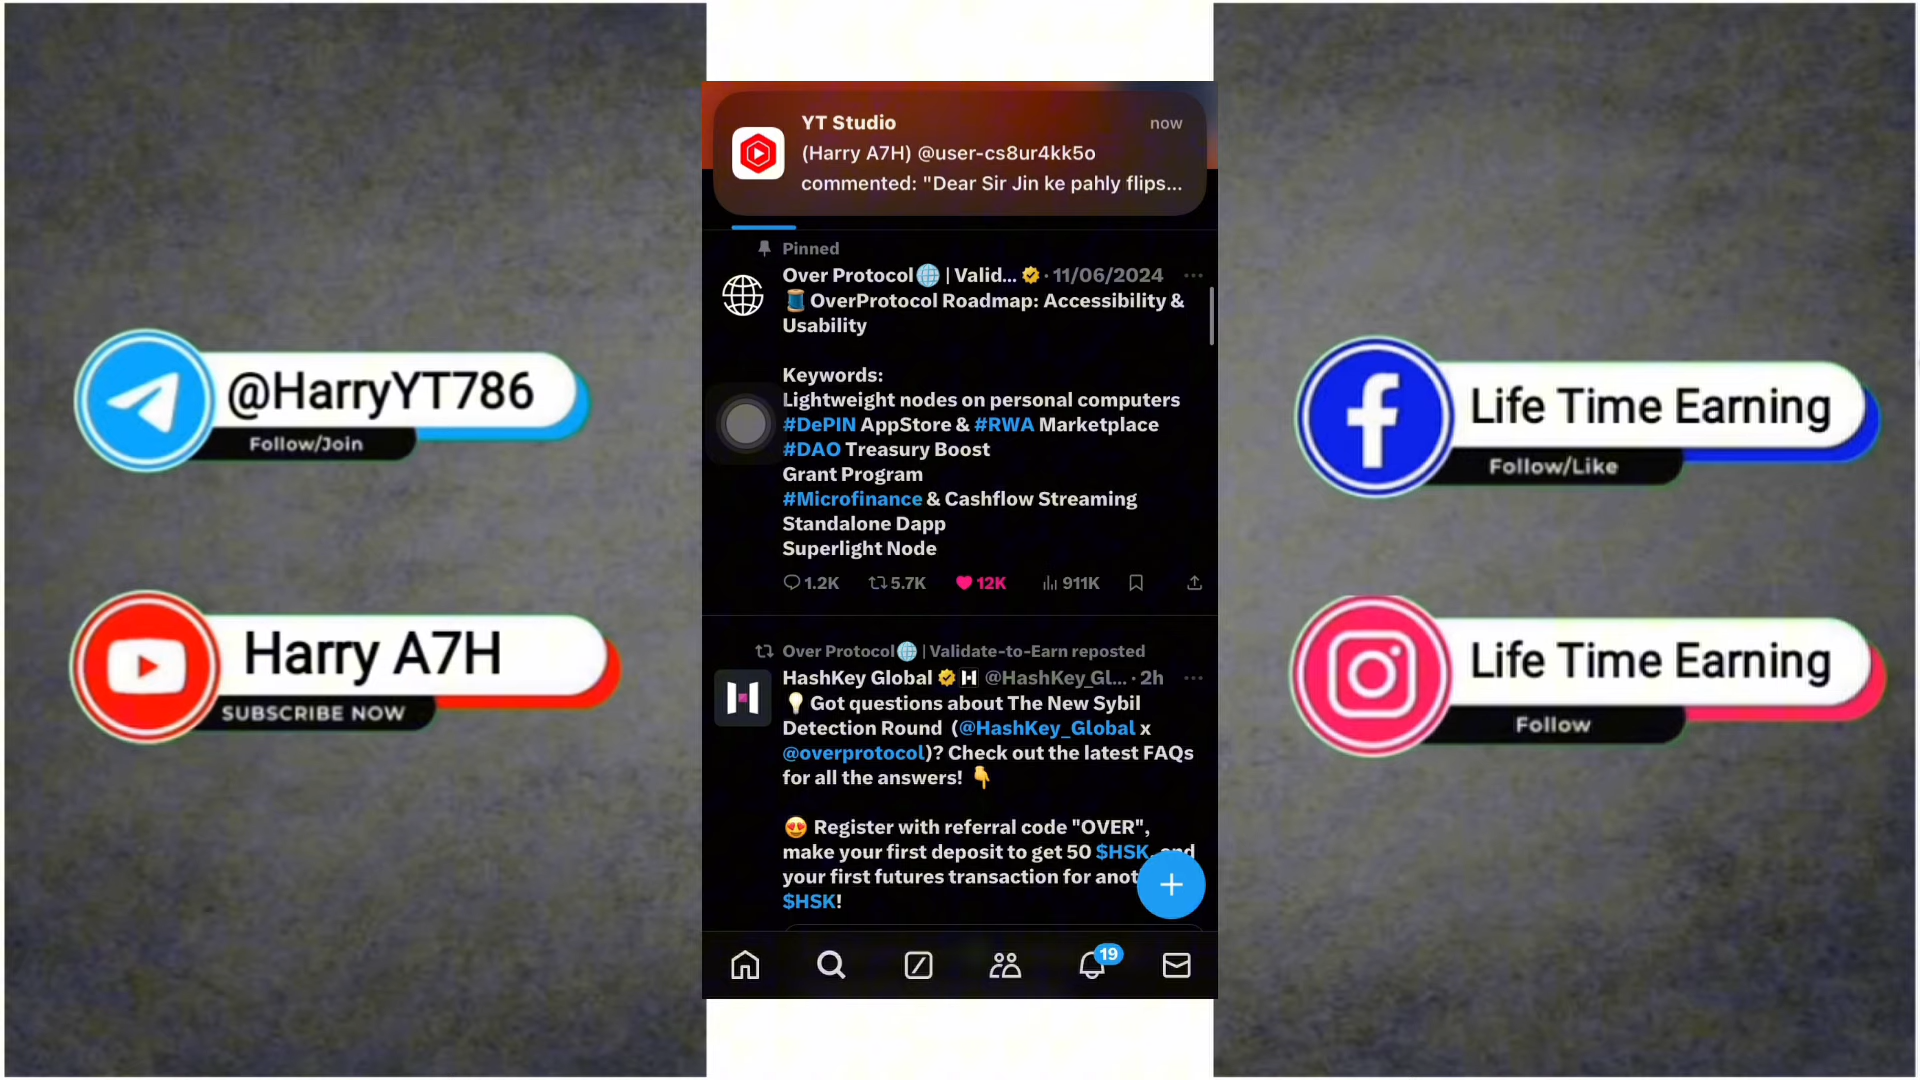 @HarryYT786
Follow/Join
Harry A7H
SUBSCRIBE NOW
YT Studio
now
(Harry A7H) @user-cs8ur4kk5o
commented: "Dear Sir Jin ke pahly flips...
Pinned
Over Protocol🌐 | Valid... · 11/06/2024
🧵 OverProtocol Roadmap: Accessibility &
Usability
Keywords:
Lightweight nodes on personal computers
#DePIN AppStore & #RWA Marketplace
#DAO Treasury Boost
Grant Program
#Microfinance & Cashflow Streaming
Standalone Dapp
Superlight Node
1.2K 5.7K 12K 911K
Over Protocol🌐 | Validate-to-Earn reposted
HashKey Global @HashKey_Gl... · 2h
💡 Got questions about The New Sybil
Detection Round (@HashKey_Global x
@overprotocol)? Check out the latest FAQs
for all the answers! 👇
😍 Register with referral code "OVER",
make your first deposit to get 50 $HSK, and
your first futures transaction for anot
$HSK!
19
Life Time Earning
Follow/Like
Life Time Earning
Follow